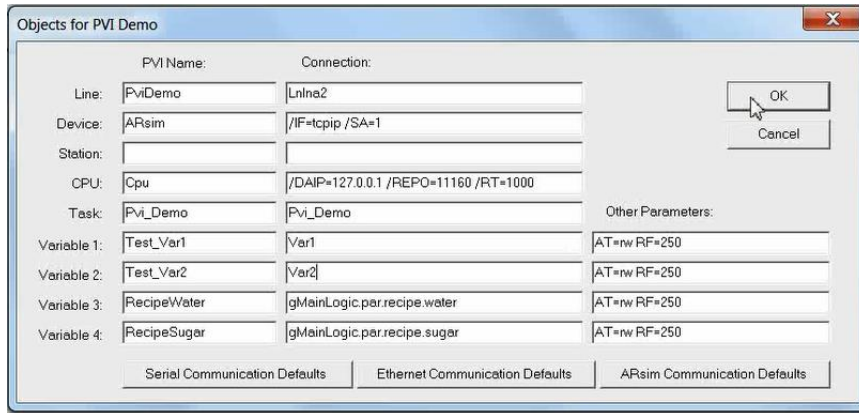 Objects for PVI Demo
PVI Name: Connection:
Line: PviDemo LnIna2
OK
Device: ARsim /IF=tcpip /SA=1
Cancel
Station:
CPU: Cpu /DAIP=127.0.0.1 /REPO=11160 /RT=1000
Task: Pvi_Demo Pvi_Demo Other Parameters:
Variable 1: Test_Var1 Var1 AT=rw RF=250
Variable 2: Test_Var2 Var2 AT=rw RF=250
Variable 3: RecipeWater gMainLogic.par.recipe.water AT=rw RF=250
Variable 4: RecipeSugar gMainLogic.par.recipe.sugar AT=rw RF=250
Serial Communication Defaults Ethernet Communication Defaults ARsim Communication Defaults